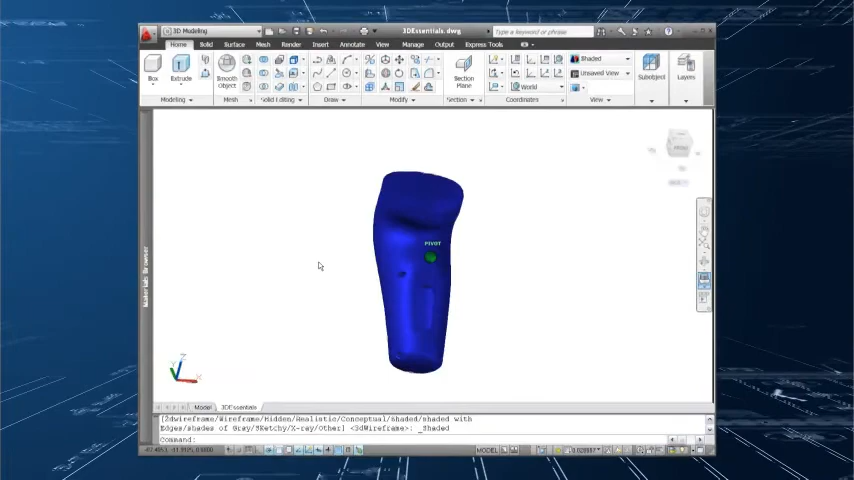 3D Modeling
3DEssentials.dwg
Type a keyword or phrase
Home Solid Surface Mesh Render Insert Annotate View Manage Output Express Tools
Box
Extrude
Smooth
Object
Section
Plane
Shaded
Unsaved View
World
Subobject
Layers
Modeling
Mesh
Solid Editing
Draw
Modify
Section
Coordinates
View
PIVOT
Materials Browser
Z
X
Model
3DEssentials
[2dwireframe/Wireframe/Hidden/Realistic/Conceptual/Shaded/shaded with
Edges/shades of Gray/SKetchy/X-ray/Other] <3dWireframe>: _Shaded
Command:
MODEL